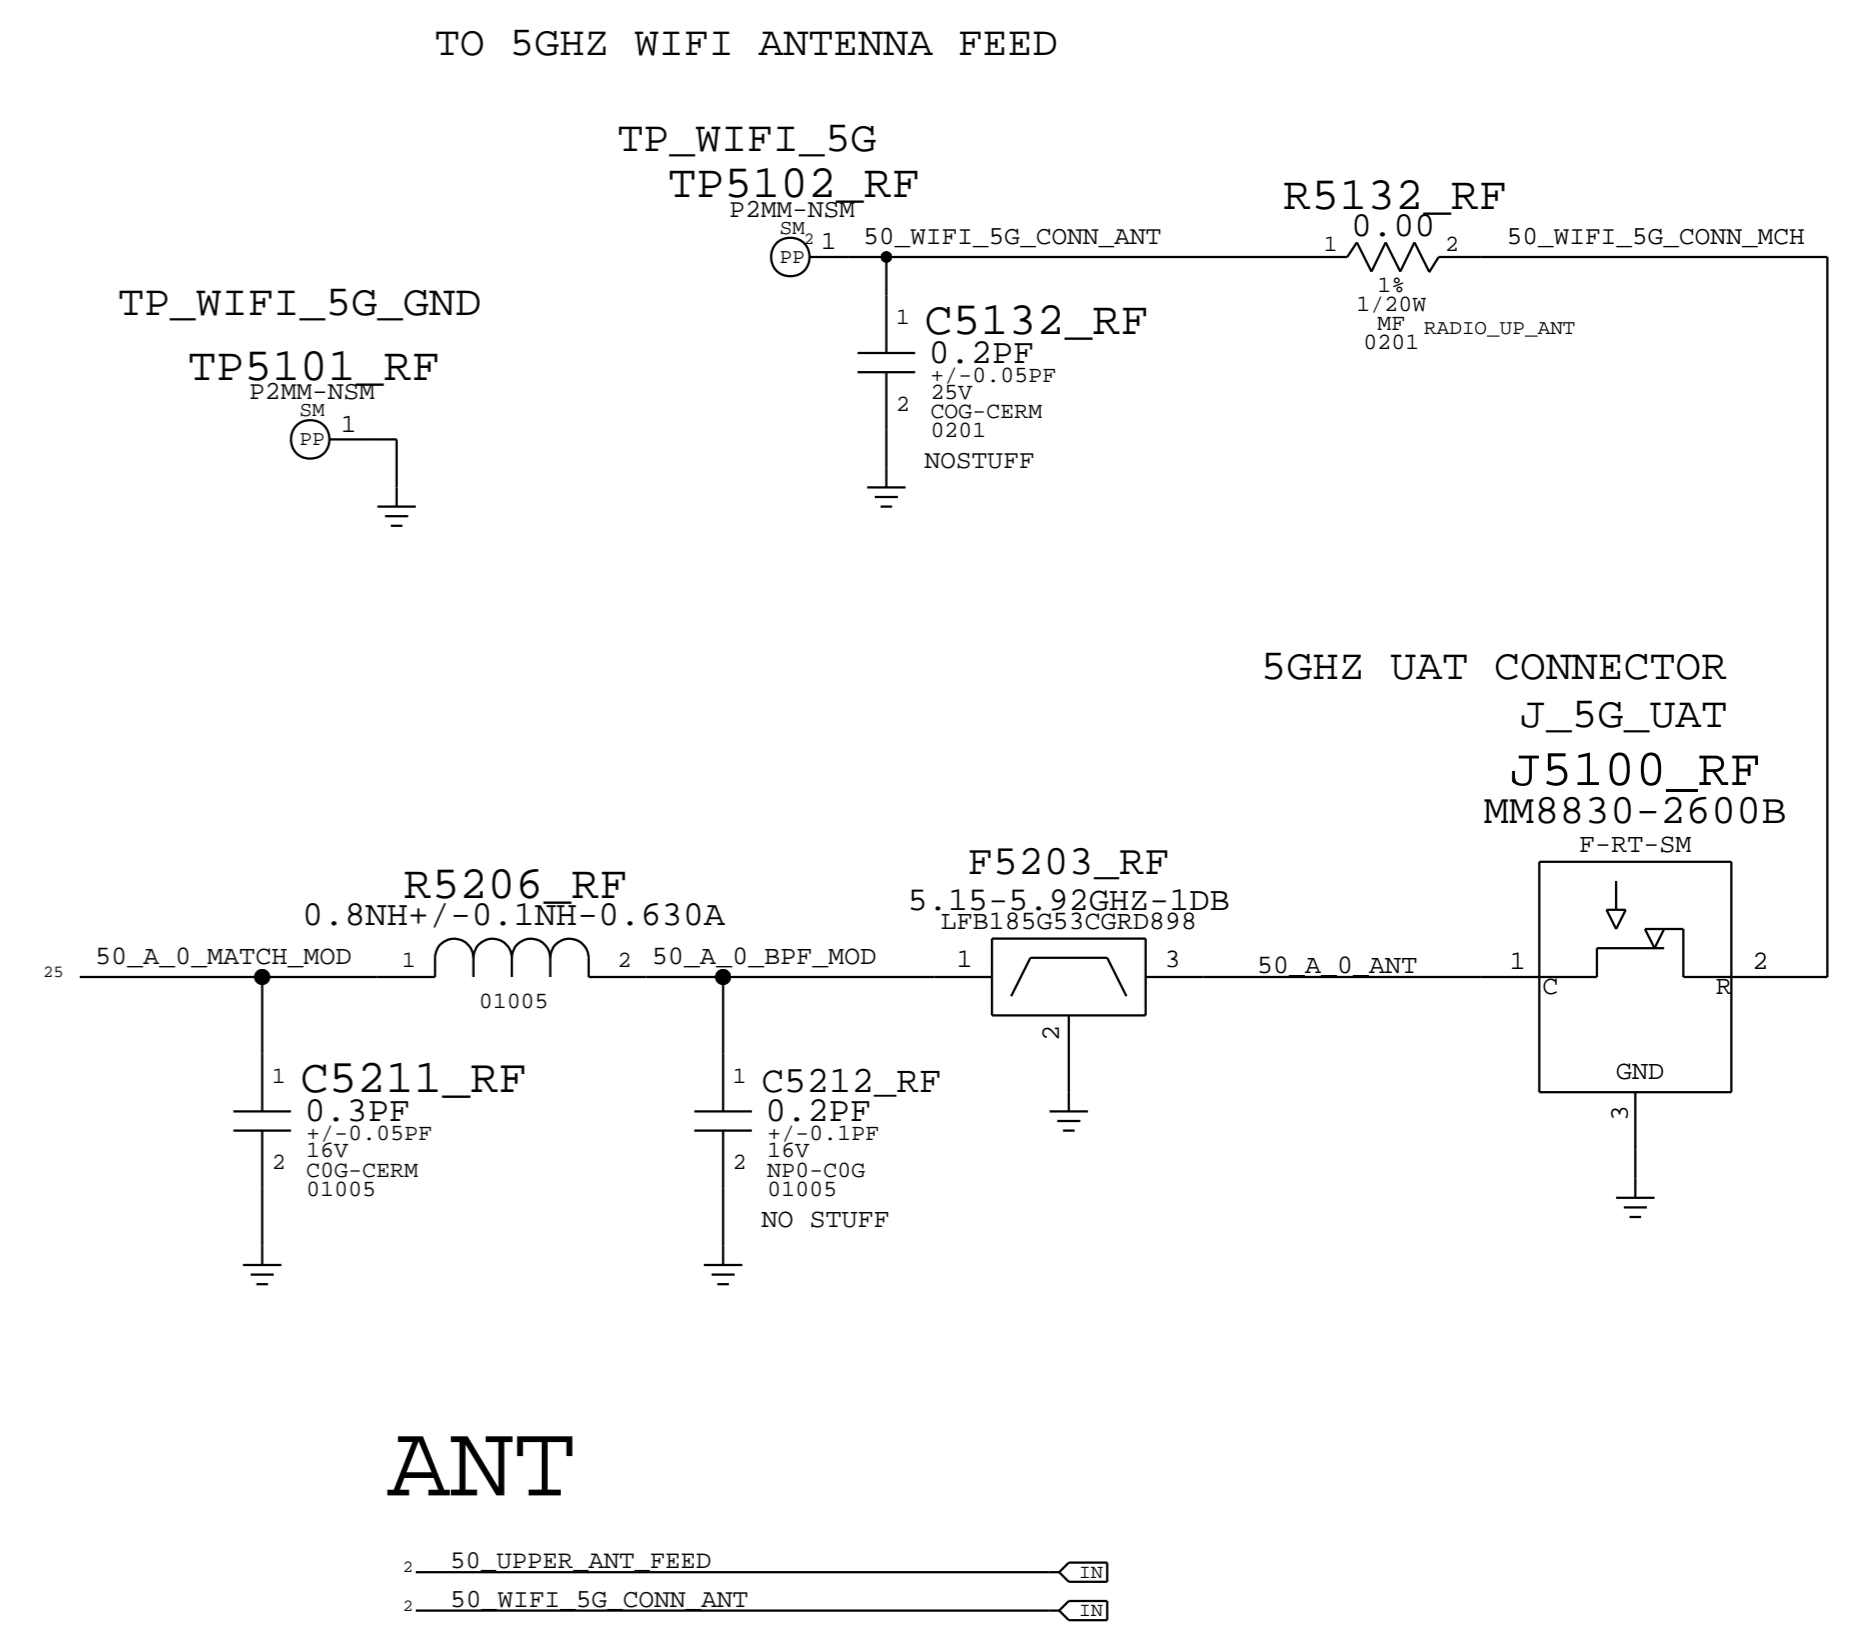 TO 5GHZ WIFI ANTENNA FEED
TP_WIFI_5G
TP5102_RF
P2MM-NSM
SM
PP
2
1
50_WIFI_5G_CONN_ANT
R5132_RF
0.00
1
2
50_WIFI_5G_CONN_MCH
1%
1/20W
MF
0201
RADIO_UP_ANT
TP_WIFI_5G_GND
TP5101_RF
P2MM-NSM
SM
PP
1
1
C5132_RF
0.2PF
+/-0.05PF
25V
2
COG-CERM
0201
NOSTUFF
5GHZ UAT CONNECTOR
J_5G_UAT
J5100_RF
MM8830-2600B
F-RT-SM
R5206_RF
0.8NH+/-0.1NH-0.630A
F5203_RF
5.15-5.92GHZ-1DB
LFB185G53CGRD898
25
50_A_0_MATCH_MOD
1
2
01005
50_A_0_BPF_MOD
1
3
2
50_A_0_ANT
1
C
R
2
GND
3
1
C5211_RF
0.3PF
+/-0.05PF
16V
2
C0G-CERM
01005
1
C5212_RF
0.2PF
+/-0.1PF
16V
2
NP0-C0G
01005
NO STUFF
ANT
2
50_UPPER_ANT_FEED
IN
2
50_WIFI_5G_CONN_ANT
IN